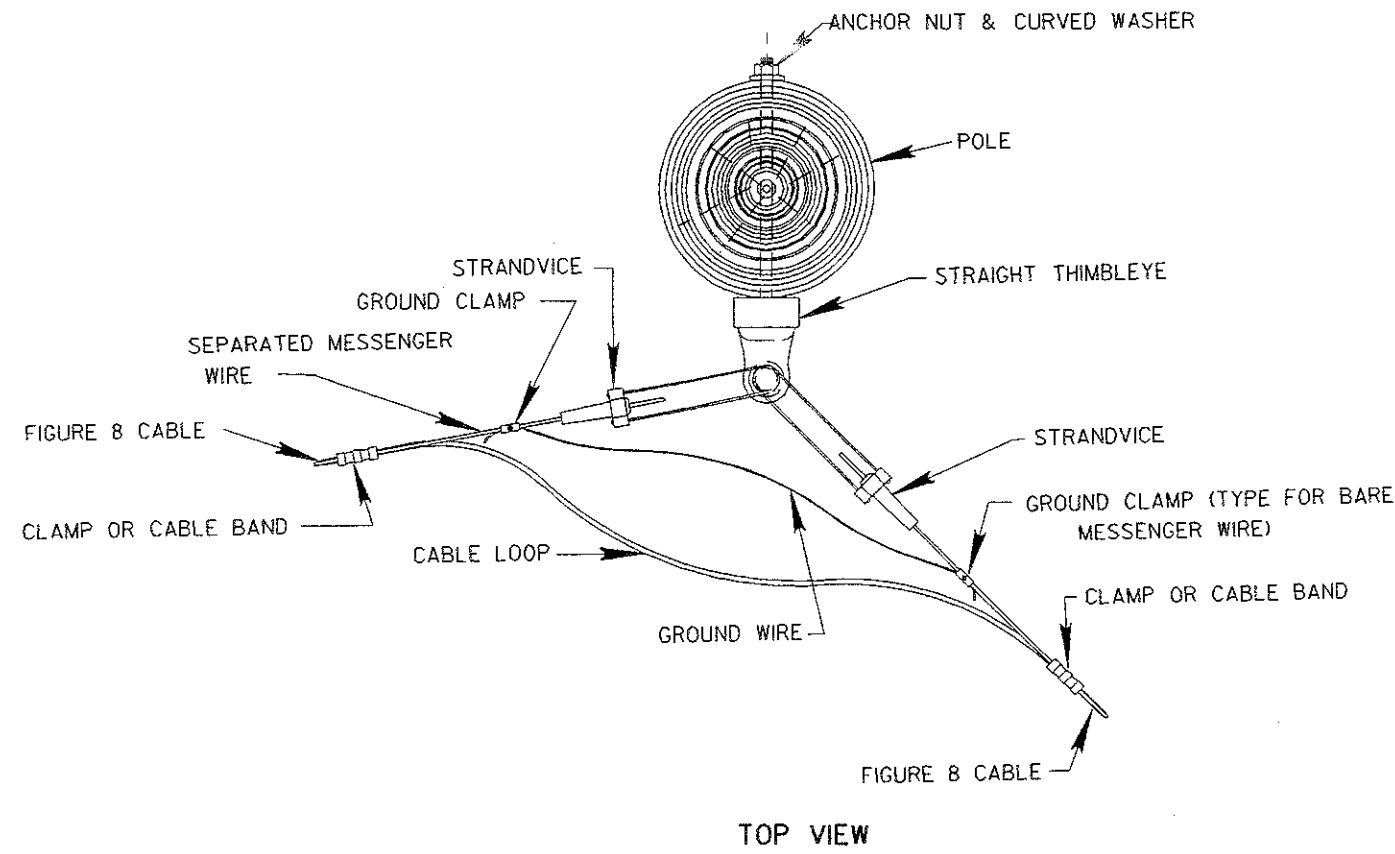 ANCHOR NUT & CURVED WASHER
POLE
STRANDVICE
GROUND CLAMP
STRAIGHT THIMBLEYE
SEPARATED MESSENGER
WIRE
FIGURE 8 CABLE
STRANDVICE
GROUND CLAMP (TYPE FOR BARE
MESSENGER WIRE)
CLAMP OR CABLE BAND
CABLE LOOP
CLAMP OR CABLE BAND
GROUND WIRE
FIGURE 8 CABLE
TOP VIEW